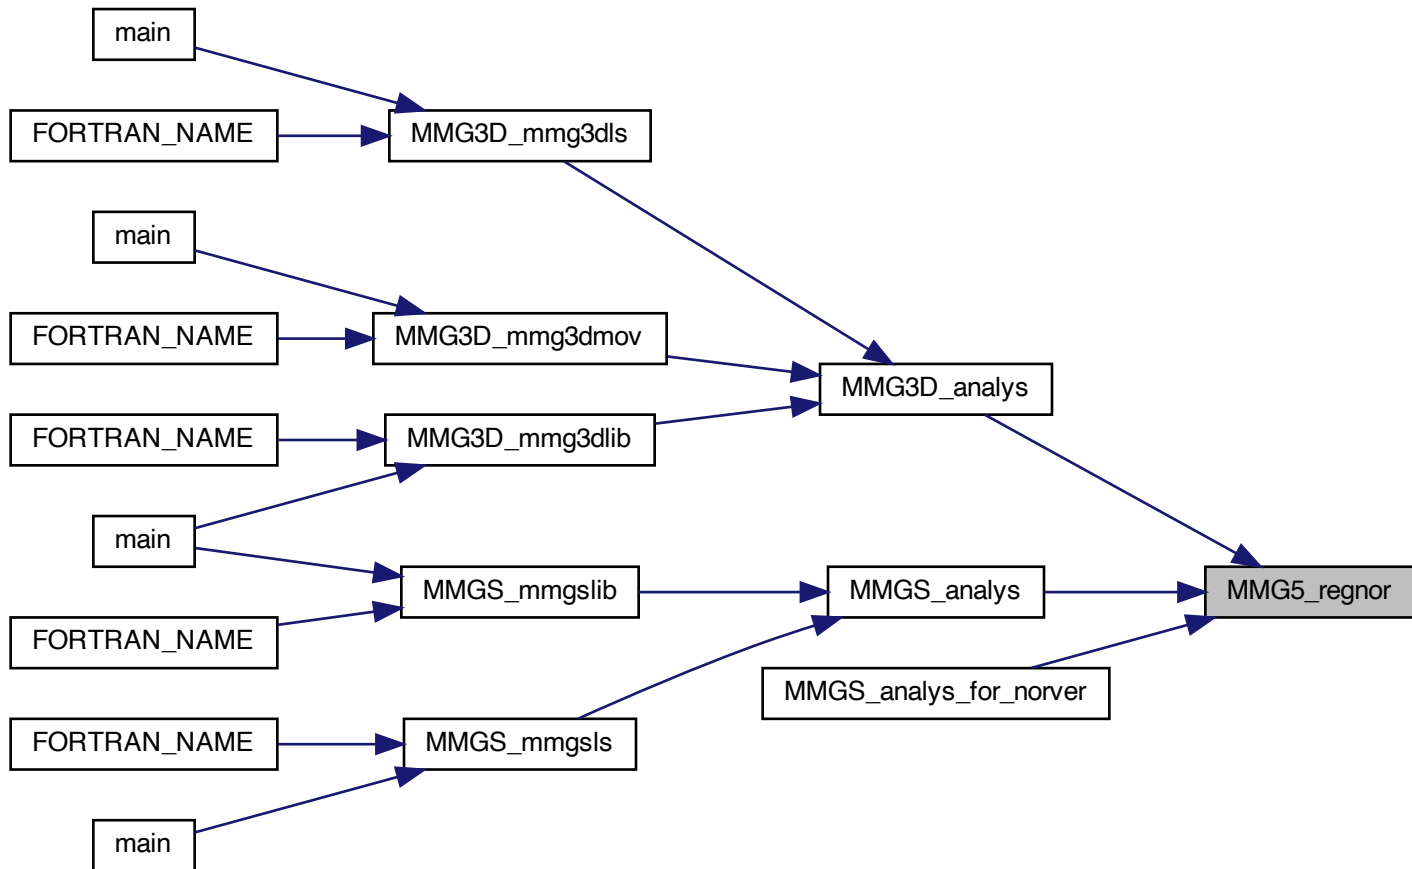 main
FORTRAN_NAME
MMG3D_mmg3dls
main
FORTRAN_NAME
MMG3D_mmg3dmov
MMG3D_analys
FORTRAN_NAME
MMG3D_mmg3dlib
main
MMGS_mmgslib
MMGS_analys
MMG5_regnor
FORTRAN_NAME
MMGS_analys_for_norver
FORTRAN_NAME
MMGS_mmgsls
main